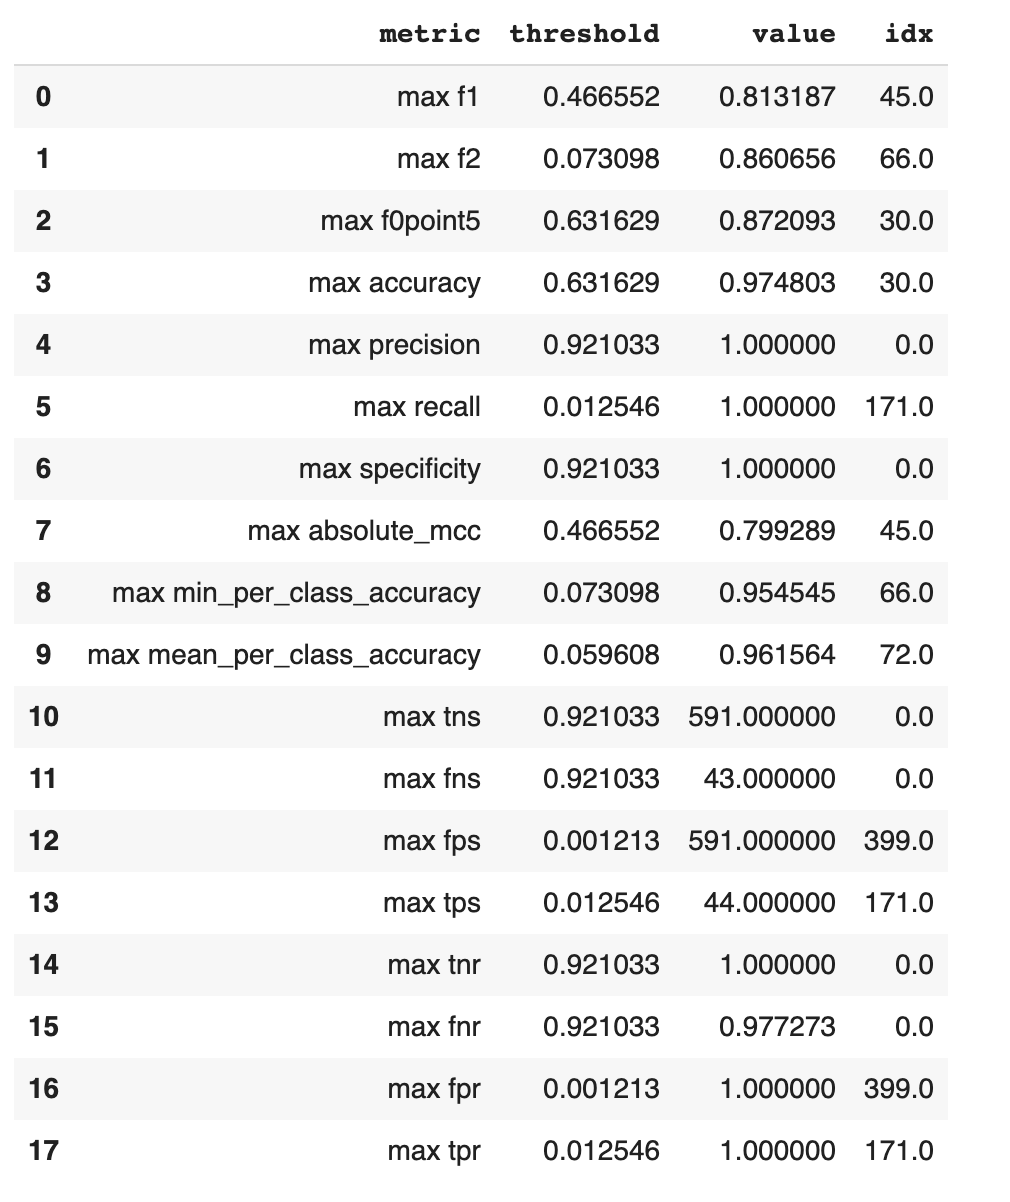 metric threshold value idx
0 max f1 0.466552 0.813187 45.0
1 max f2 0.073098 0.860656 66.0
2 max f0point5 0.631629 0.872093 30.0
3 max accuracy 0.631629 0.974803 30.0
4 max precision 0.921033 1.000000 0.0
5 max recall 0.012546 1.000000 171.0
6 max specificity 0.921033 1.000000 0.0
7 max absolute_mcc 0.466552 0.799289 45.0
8 max min_per_class_accuracy 0.073098 0.954545 66.0
9 max mean_per_class_accuracy 0.059608 0.961564 72.0
10 max tns 0.921033 591.000000 0.0
11 max fns 0.921033 43.000000 0.0
12 max fps 0.001213 591.000000 399.0
13 max tps 0.012546 44.000000 171.0
14 max tnr 0.921033 1.000000 0.0
15 max fnr 0.921033 0.977273 0.0
16 max fpr 0.001213 1.000000 399.0
17 max tpr 0.012546 1.000000 171.0